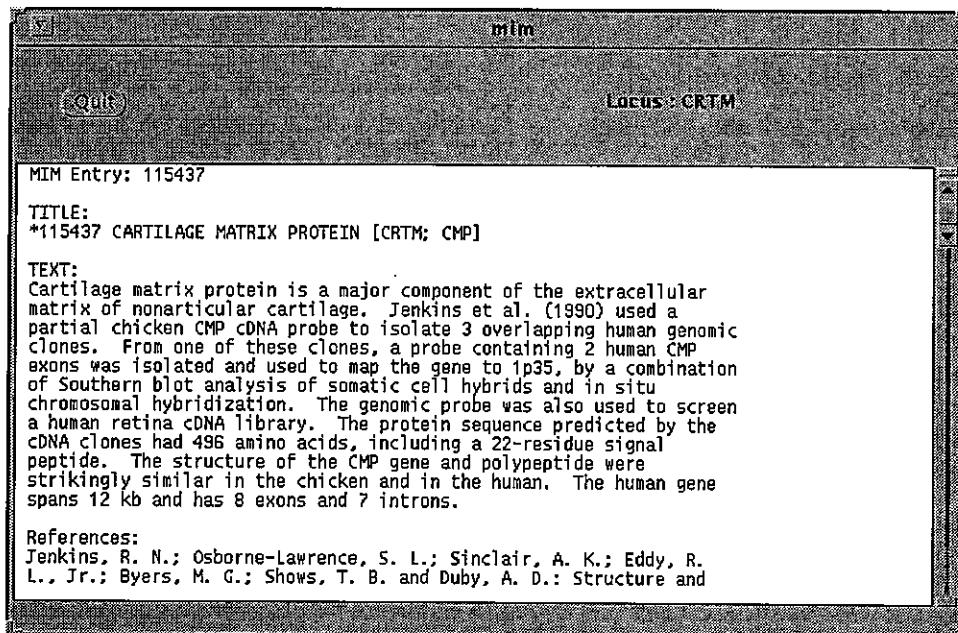 mim
Quit
Locus : CRTM
MIM Entry: 115437
TITLE:
*115437 CARTILAGE MATRIX PROTEIN [CRTM; CMP]
TEXT:
Cartilage matrix protein is a major component of the extracellular
matrix of nonarticular cartilage. Jenkins et al. (1990) used a
partial chicken CMP cDNA probe to isolate 3 overlapping human genomic
clones. From one of these clones, a probe containing 2 human CMP
exons was isolated and used to map the gene to 1p35, by a combination
of Southern blot analysis of somatic cell hybrids and in situ
chromosomal hybridization. The genomic probe was also used to screen
a human retina cDNA library. The protein sequence predicted by the
cDNA clones had 496 amino acids, including a 22-residue signal
peptide. The structure of the CMP gene and polypeptide were
strikingly similar in the chicken and in the human. The human gene
spans 12 kb and has 8 exons and 7 introns.
References:
Jenkins, R. N.; Osborne-Lawrence, S. L.; Sinclair, A. K.; Eddy, R.
L., Jr.; Byers, M. G.; Shows, T. B. and Duby, A. D.: Structure and